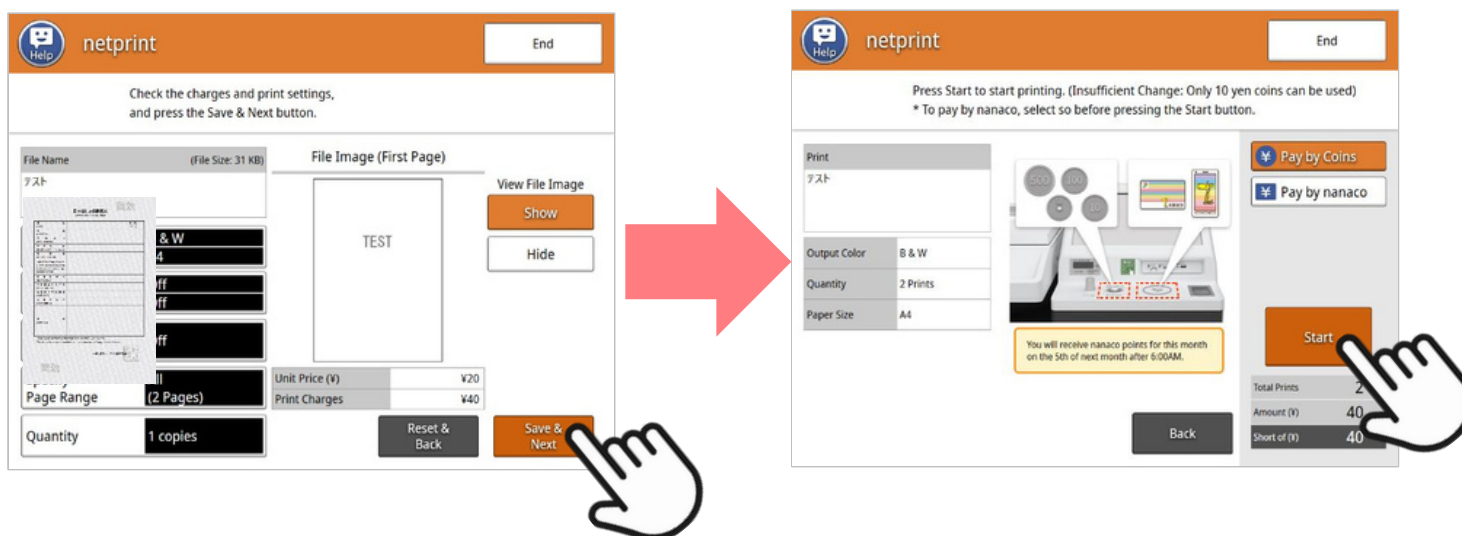 Help
netprint
End
Check the charges and print settings,
and press the Save & Next button.
File Name (File Size: 31 KB)
テスト
& W
4
ff
ff
ff
ll
Page Range (2 Pages)
Quantity 1 copies
File Image (First Page)
TEST
View File Image
Show
Hide
Unit Price (¥) ¥20
Print Charges ¥40
Reset &
Back
Save &
Next
Help
netprint
End
Press Start to start printing. (Insufficient Change: Only 10 yen coins can be used)
* To pay by nanaco, select so before pressing the Start button.
Print
テスト
Output Color B & W
Quantity 2 Prints
Paper Size A4
500 100
10
You will receive nanaco points for this month
on the 5th of next month after 6:00AM.
¥ Pay by Coins
¥ Pay by nanaco
Start
Total Prints 2
Amount (¥) 40
Short of (¥) 40
Back